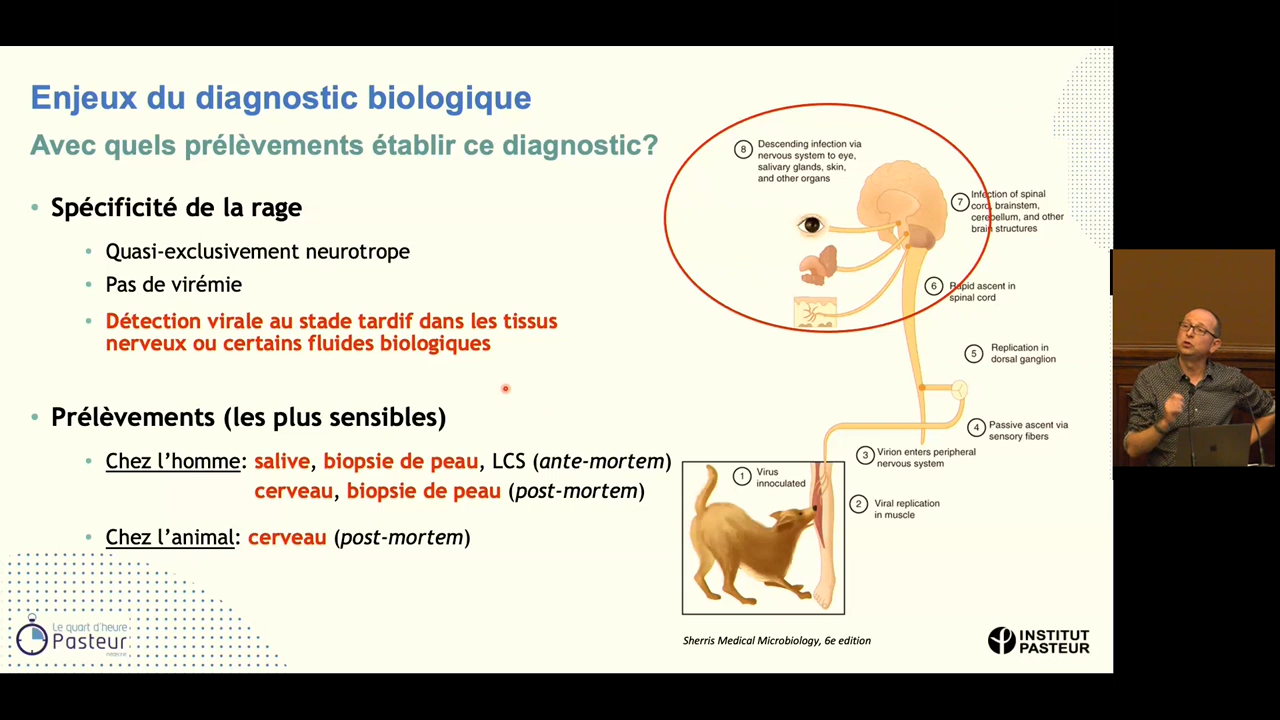 Enjeux du diagnostic biologique
Avec quels prélèvements établir ce diagnostic?
• Spécificité de la rage
• Quasi-exclusivement neurotrope
• Pas de virémie
• Détection virale au stade tardif dans les tissus
nerveux ou certains fluides biologiques
• Prélèvements (les plus sensibles)
• Chez l’homme: salive, biopsie de peau, LCS (ante-mortem)
cerveau, biopsie de peau (post-mortem)
• Chez l’animal: cerveau (post-mortem)
8 Descending infection via
nervous system to eye,
salivary glands, skin,
and other organs
7 Infection of spinal
cord, brainstem,
cerebellum, and other
brain structures
6 Rapid ascent in
spinal cord
5 Replication in
dorsal ganglion
4 Passive ascent via
sensory fibers
3 Virion enters peripheral
nervous system
1 Virus
innoculated
2 Viral replication
in muscle
Sherris Medical Microbiology, 6e edition
Le quart d’heure
Pasteur
médecine
INSTITUT
PASTEUR